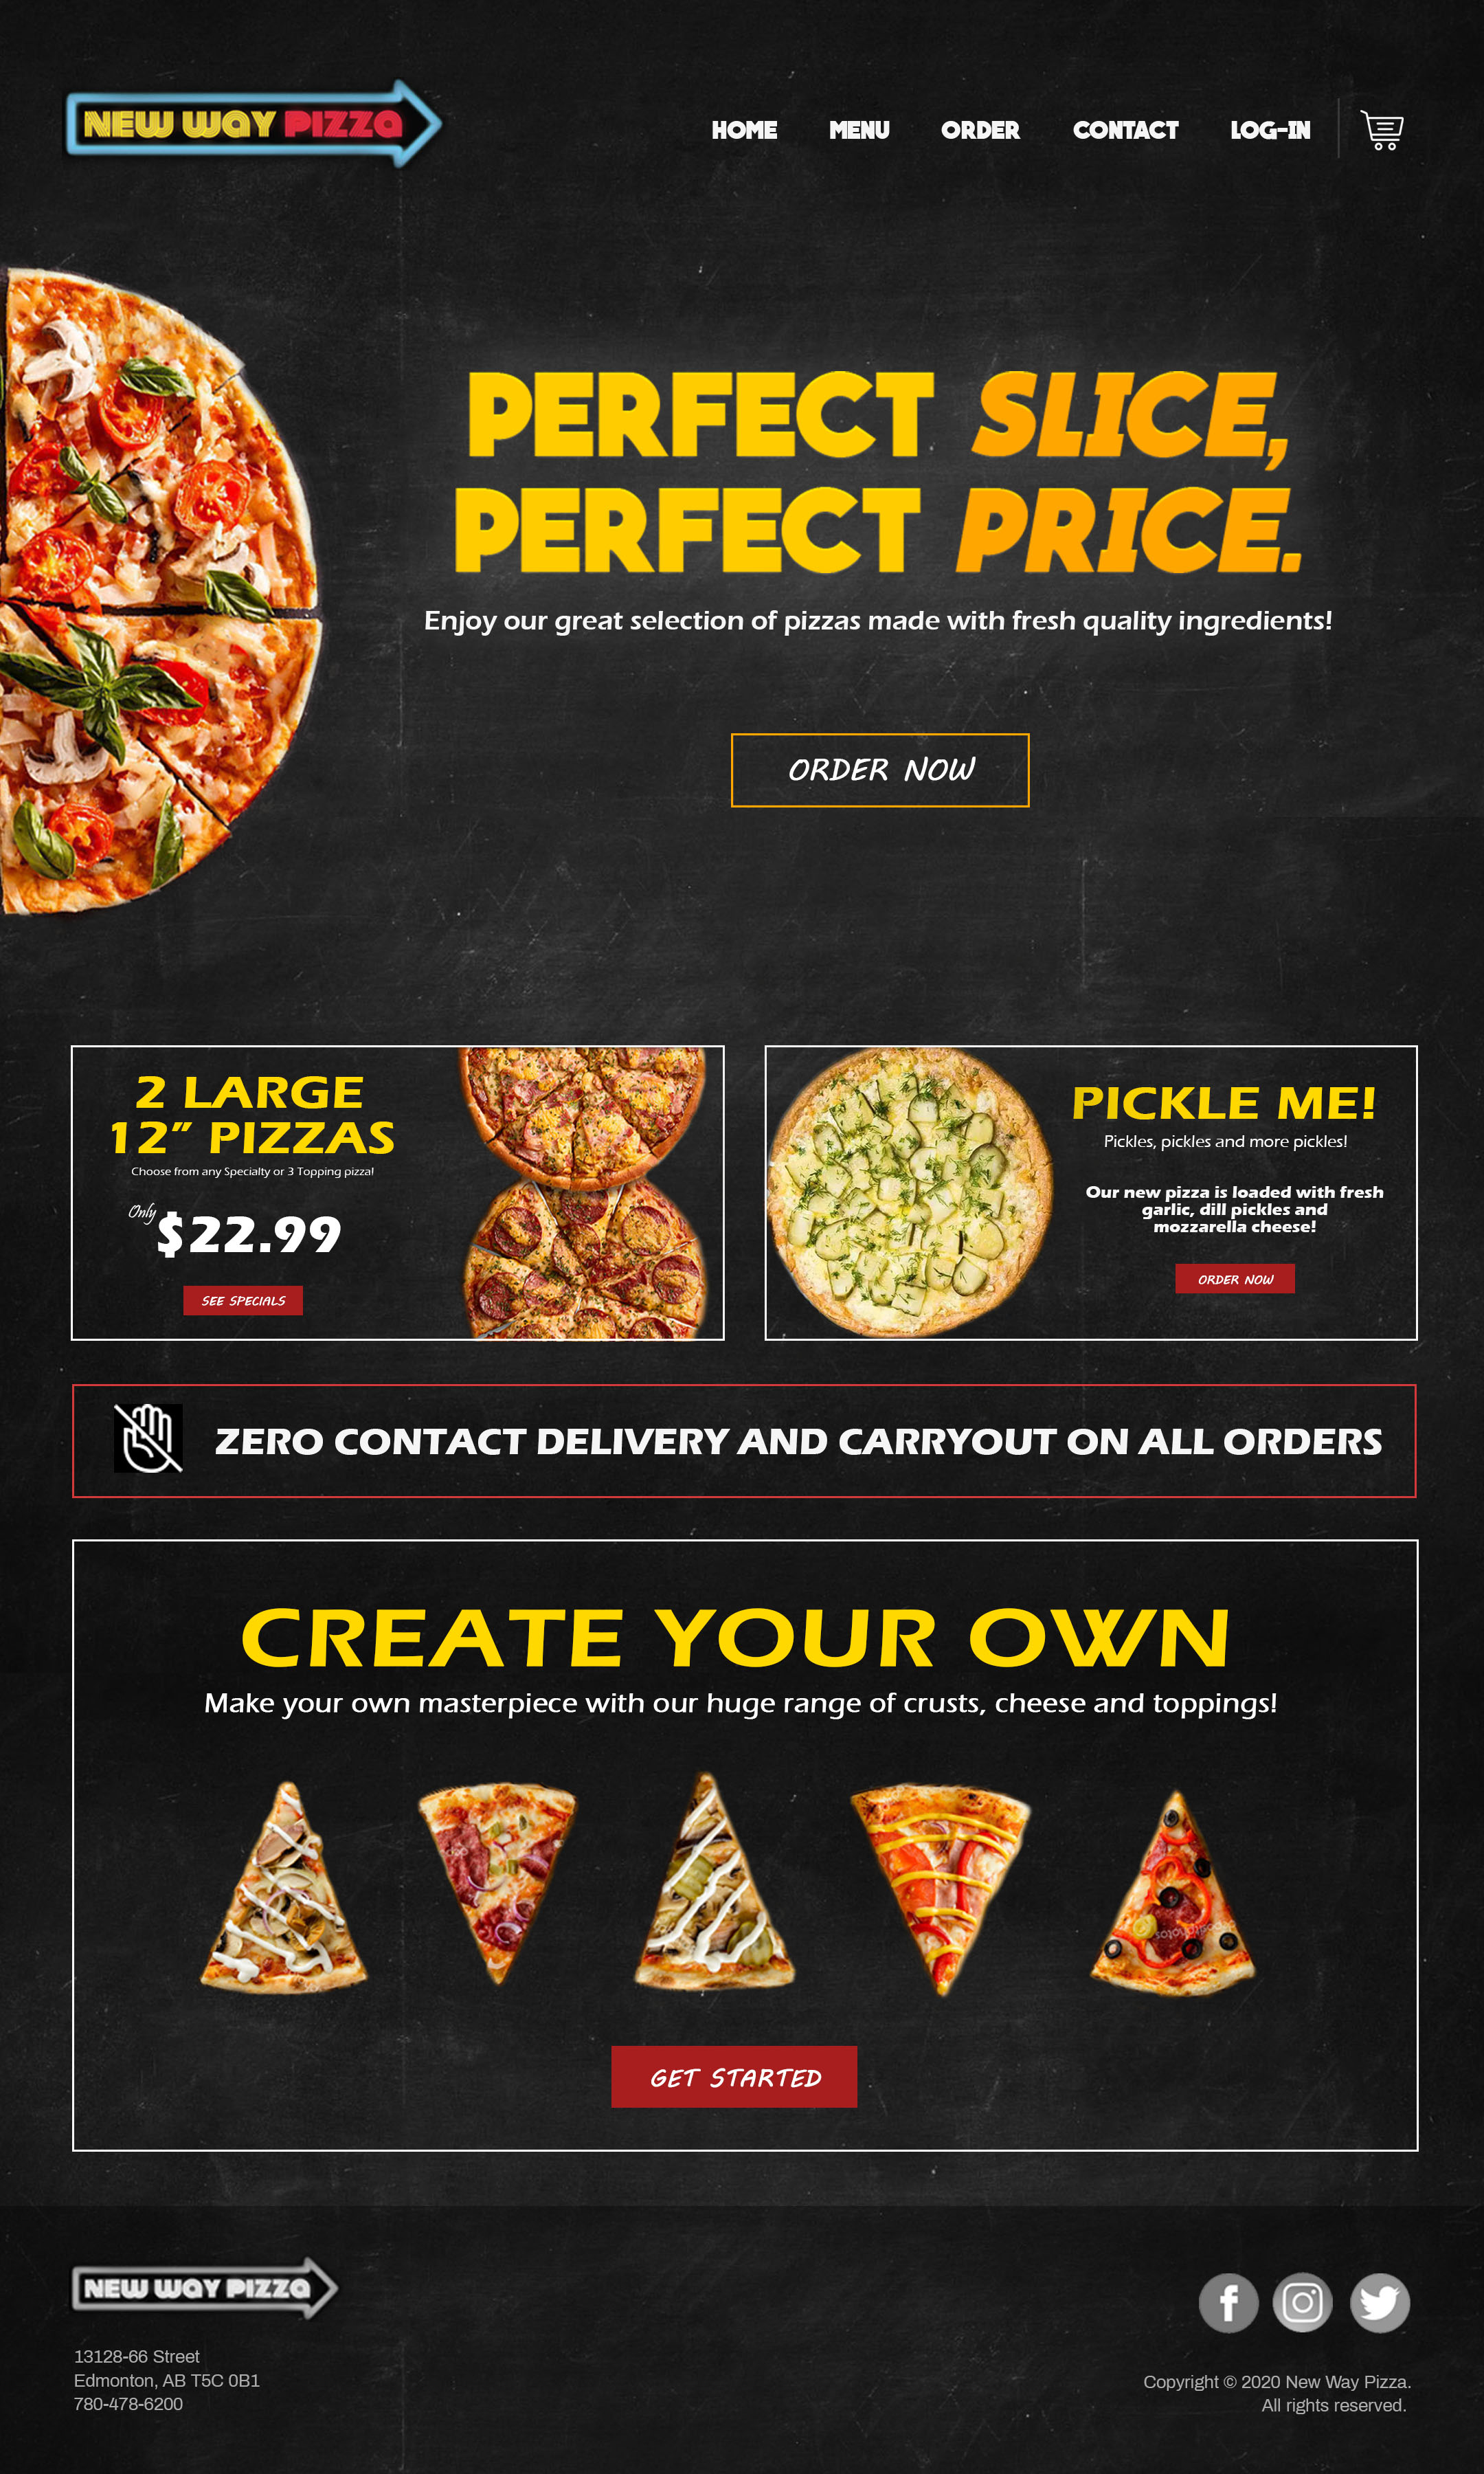 NEW WAY PIZZA
HOME MENU ORDER CONTACT LOG-IN
PERFECT SLICE,
PERFECT PRICE.
Enjoy our great selection of pizzas made with fresh quality ingredients!
ORDER NOW
2 LARGE
12” PIZZAS
Choose from any Specialty or 3 Topping pizza!
Only
$22.99
SEE SPECIALS
PICKLE ME!
Pickles, pickles and more pickles!
Our new pizza is loaded with fresh
garlic, dill pickles and
mozzarella cheese!
ORDER NOW
ZERO CONTACT DELIVERY AND CARRYOUT ON ALL ORDERS
CREATE YOUR OWN
Make your own masterpiece with our huge range of crusts, cheese and toppings!
GET STARTED
NEW WAY PIZZA
13128-66 Street
Edmonton, AB T5C 0B1
780-478-6200
Copyright © 2020 New Way Pizza.
All rights reserved.